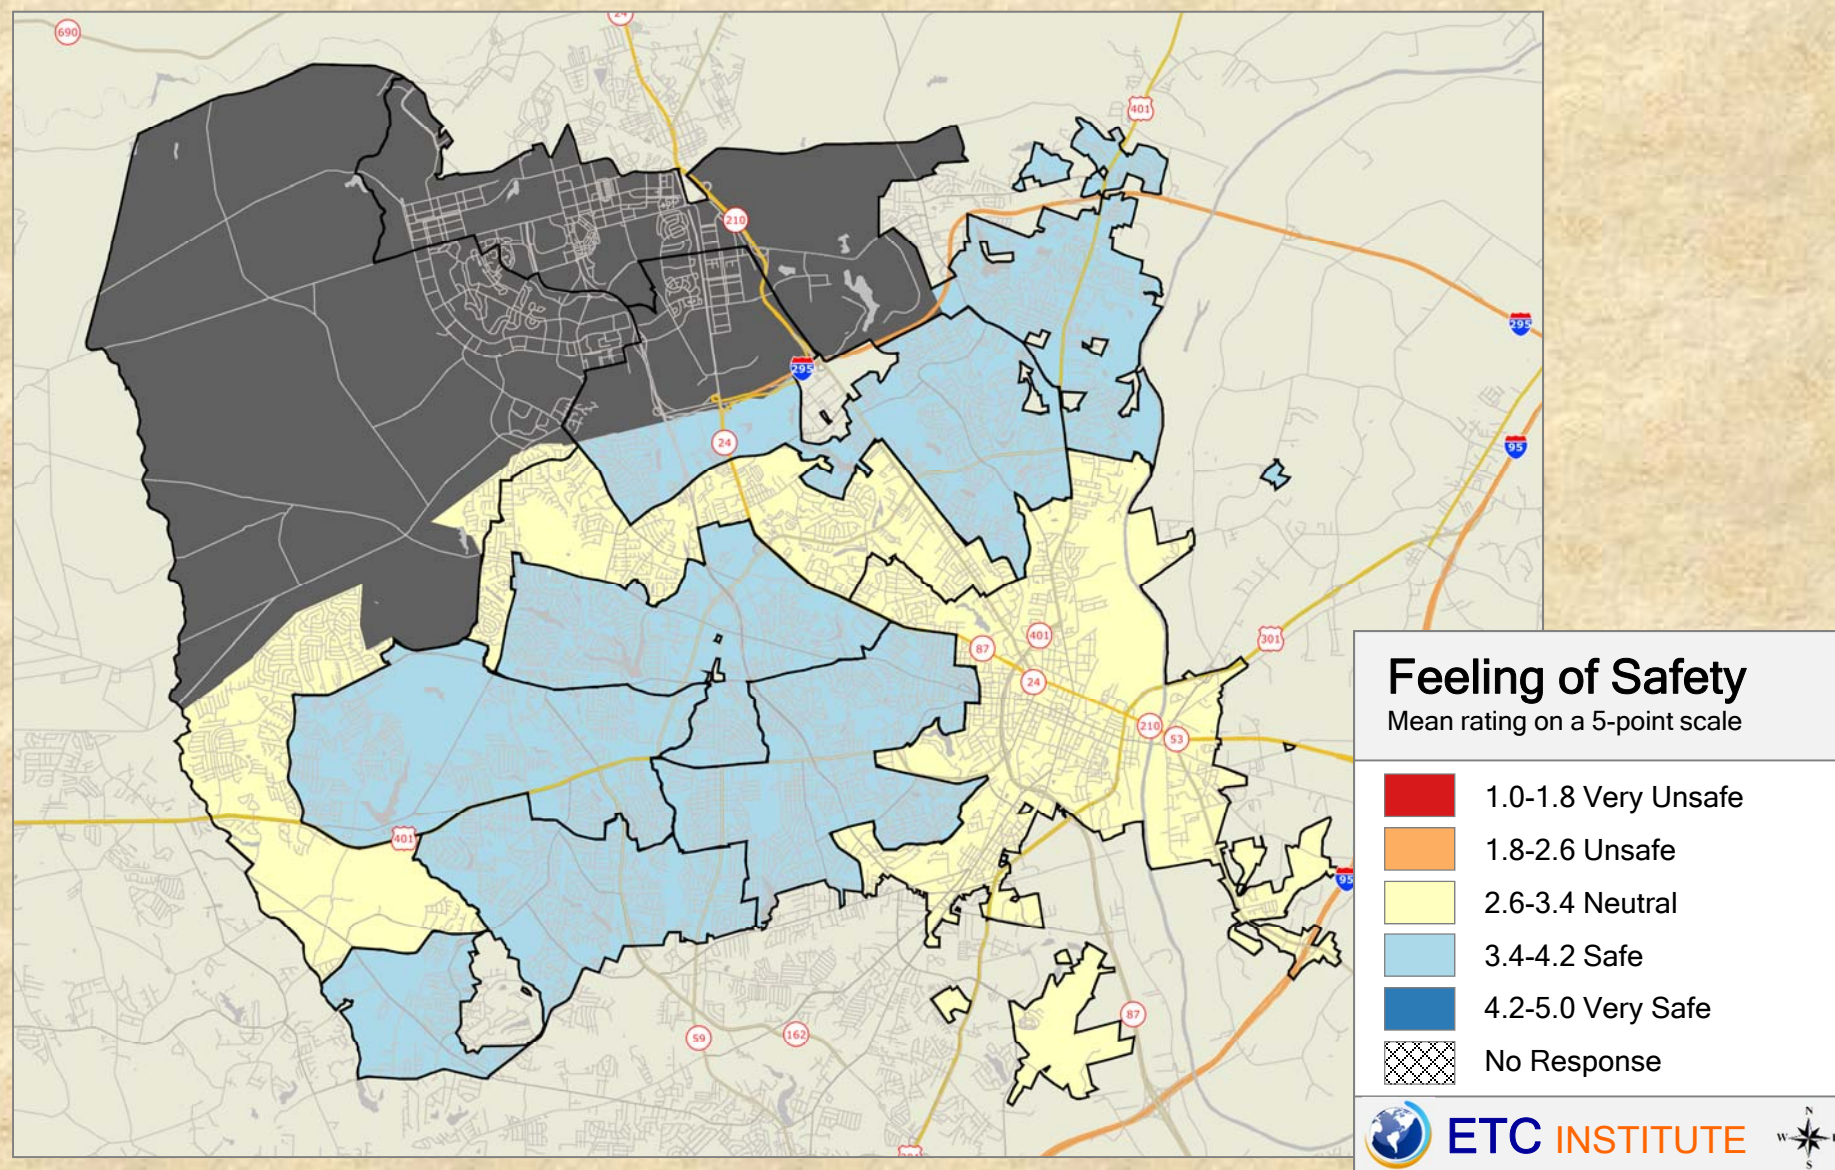 690
24
401
210
295
295
24
95
401
301
87
24
210
53
401
95
87
59
162
Feeling of Safety
Mean rating on a 5-point scale
1.0-1.8 Very Unsafe
1.8-2.6 Unsafe
2.6-3.4 Neutral
3.4-4.2 Safe
4.2-5.0 Very Safe
No Response
ETC INSTITUTE
N
W
S